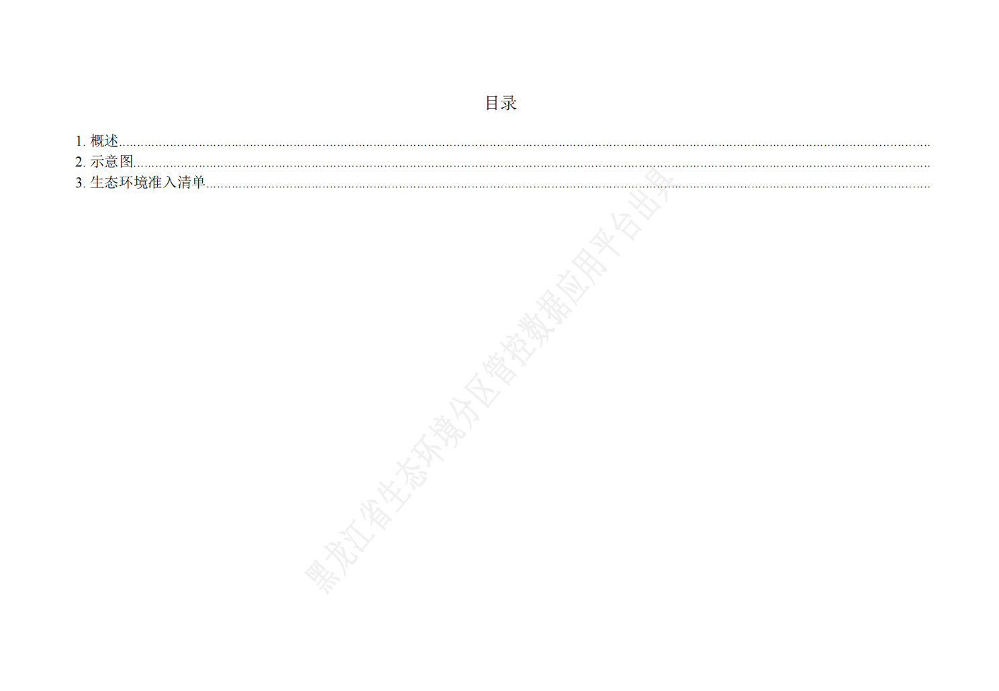 目录
1. 概述........................................................................................................................
2. 示意图........................................................................................................................
3. 生态环境准入清单........................................................................................................................
黑龙江省生态环境分区管控数据应用平台出具